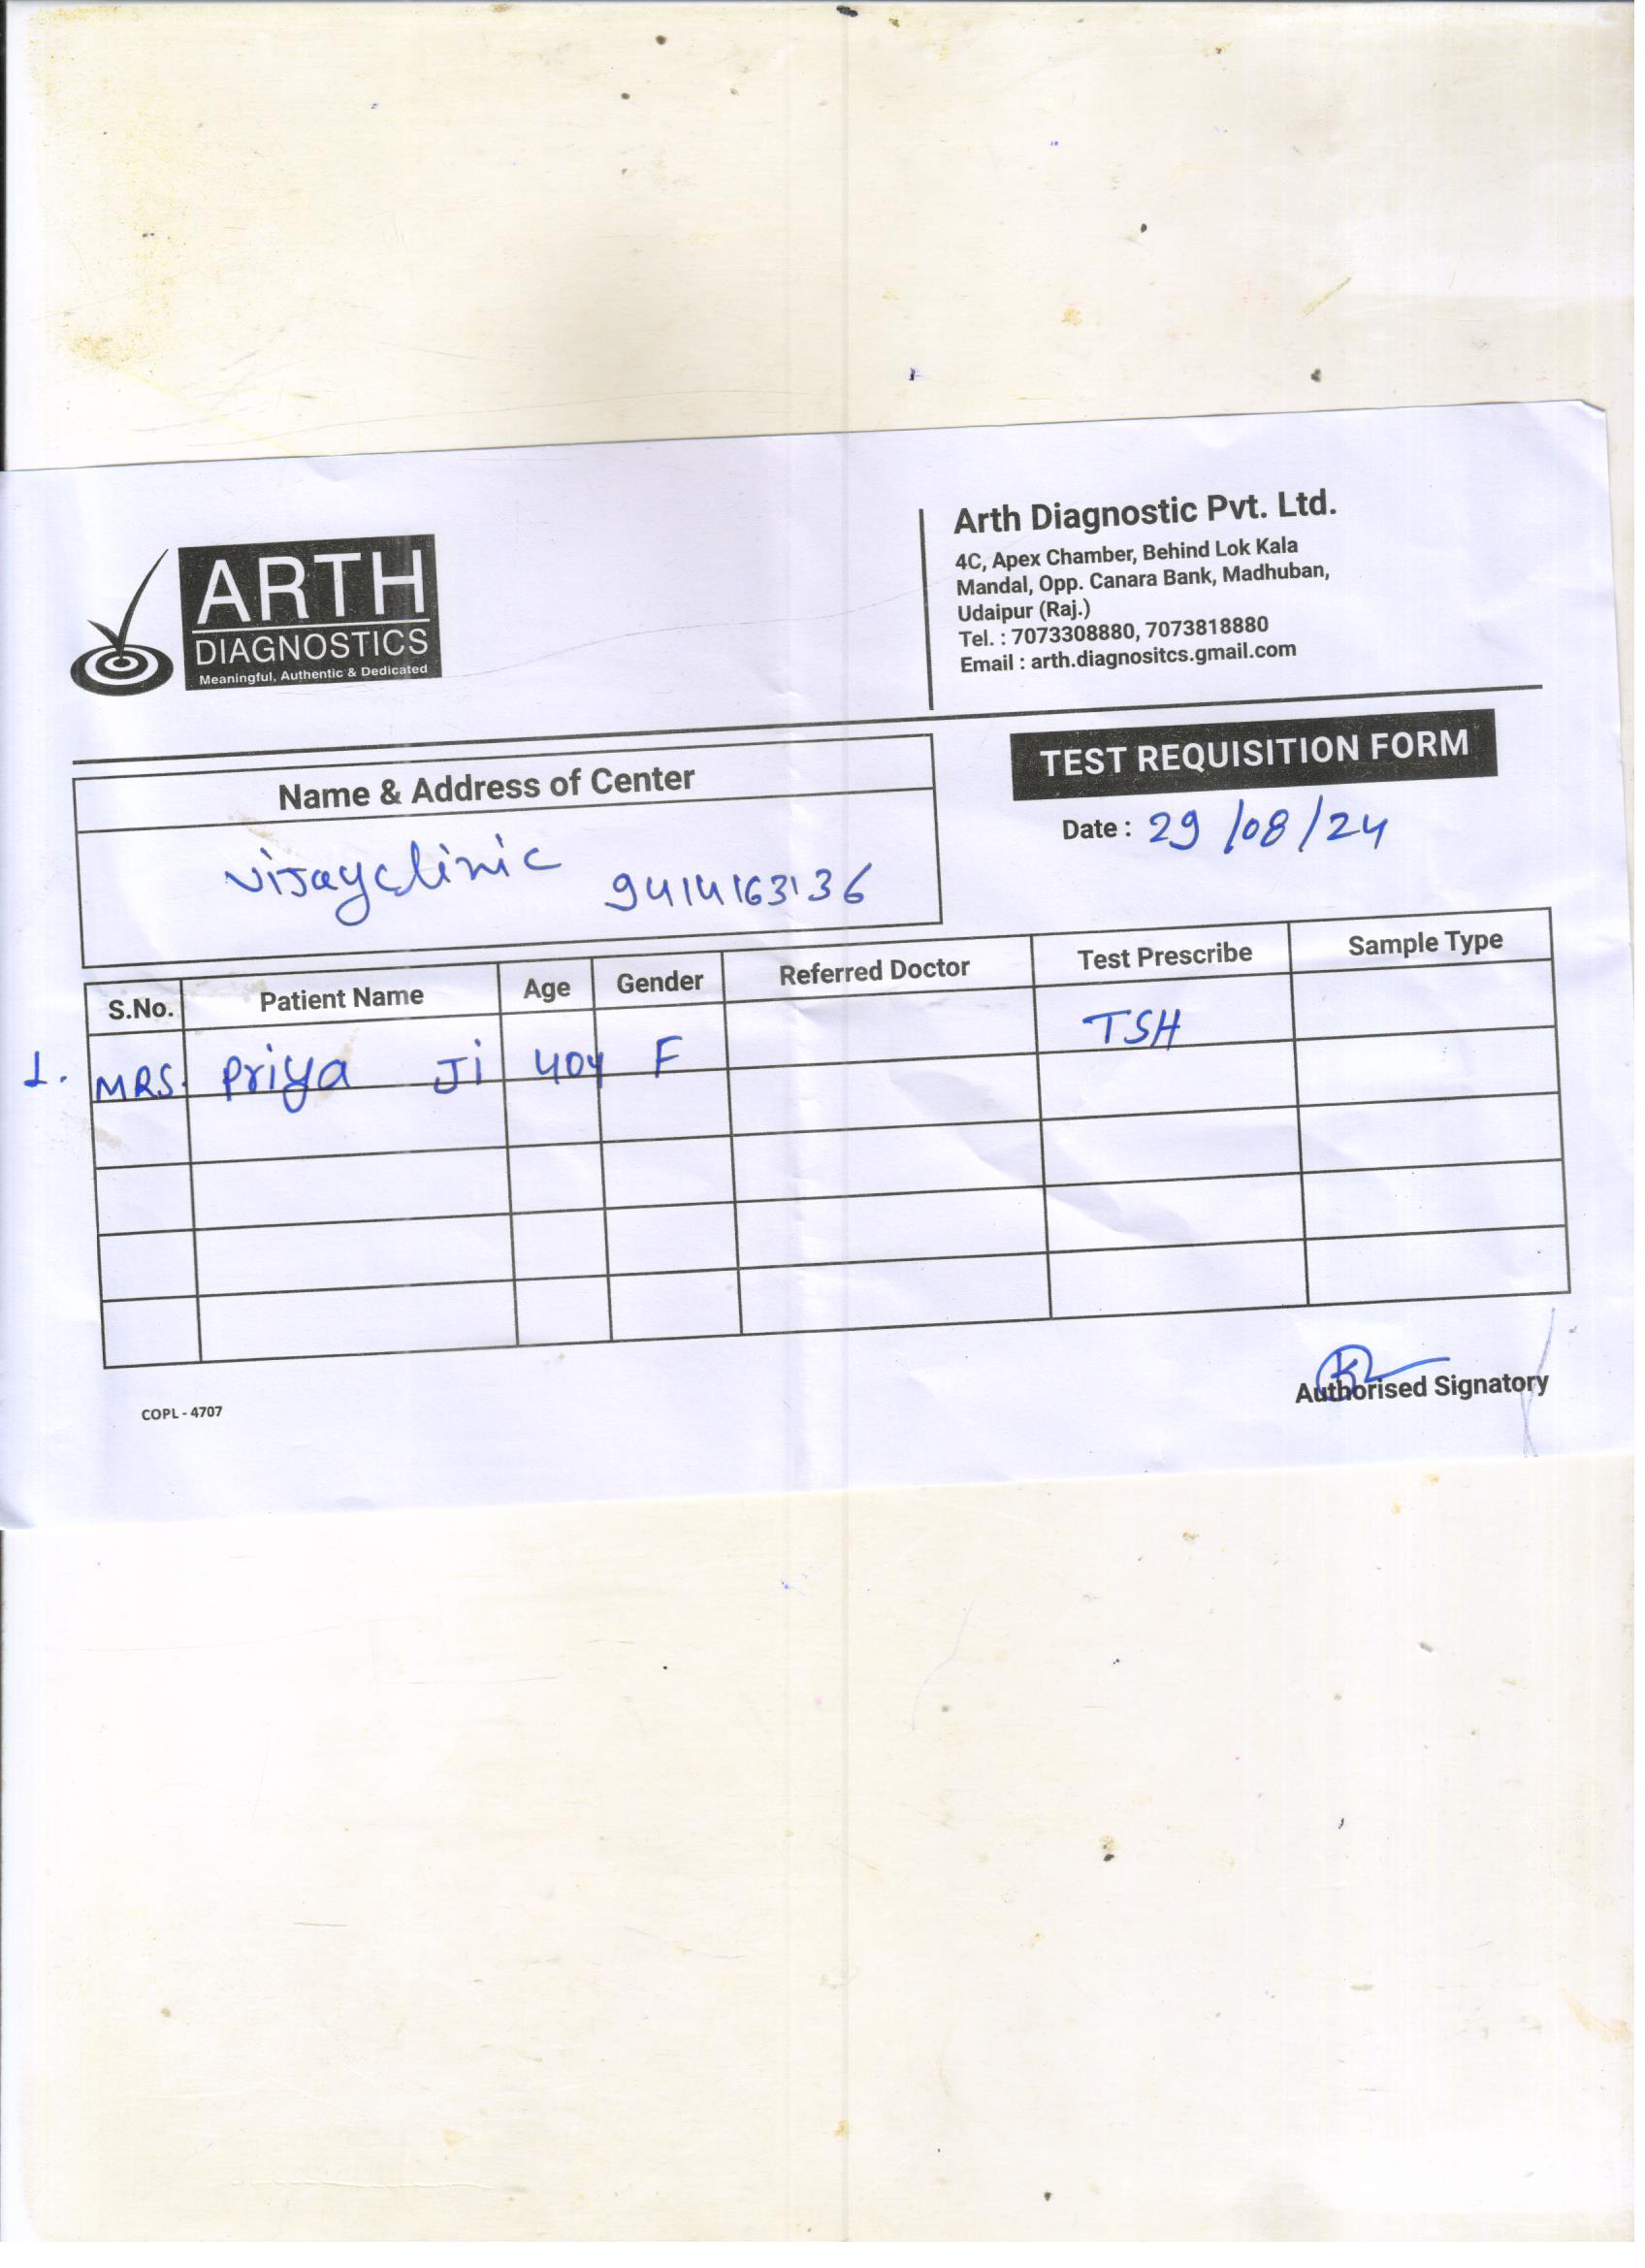 ARTH
DIAGNOSTICS
Meaningful, Authentic & Dedicated
Arth Diagnostic Pvt. Ltd.
4C, Apex Chamber, Behind Lok Kala
Mandal, Opp. Canara Bank, Madhuban,
Udaipur (Raj.)
Tel. : 7073308880, 7073818880
Email : arth.diagnositcs.gmail.com
TEST REQUISITION FORM
Date : 29/08/24
Name & Address of Center
Vijayclinic 9414163136
S.No. Patient Name Age Gender Referred Doctor Test Prescribe Sample Type
1. MRS. Priya Ji 40y F TSH
Authorised Signatory
COPL - 4707